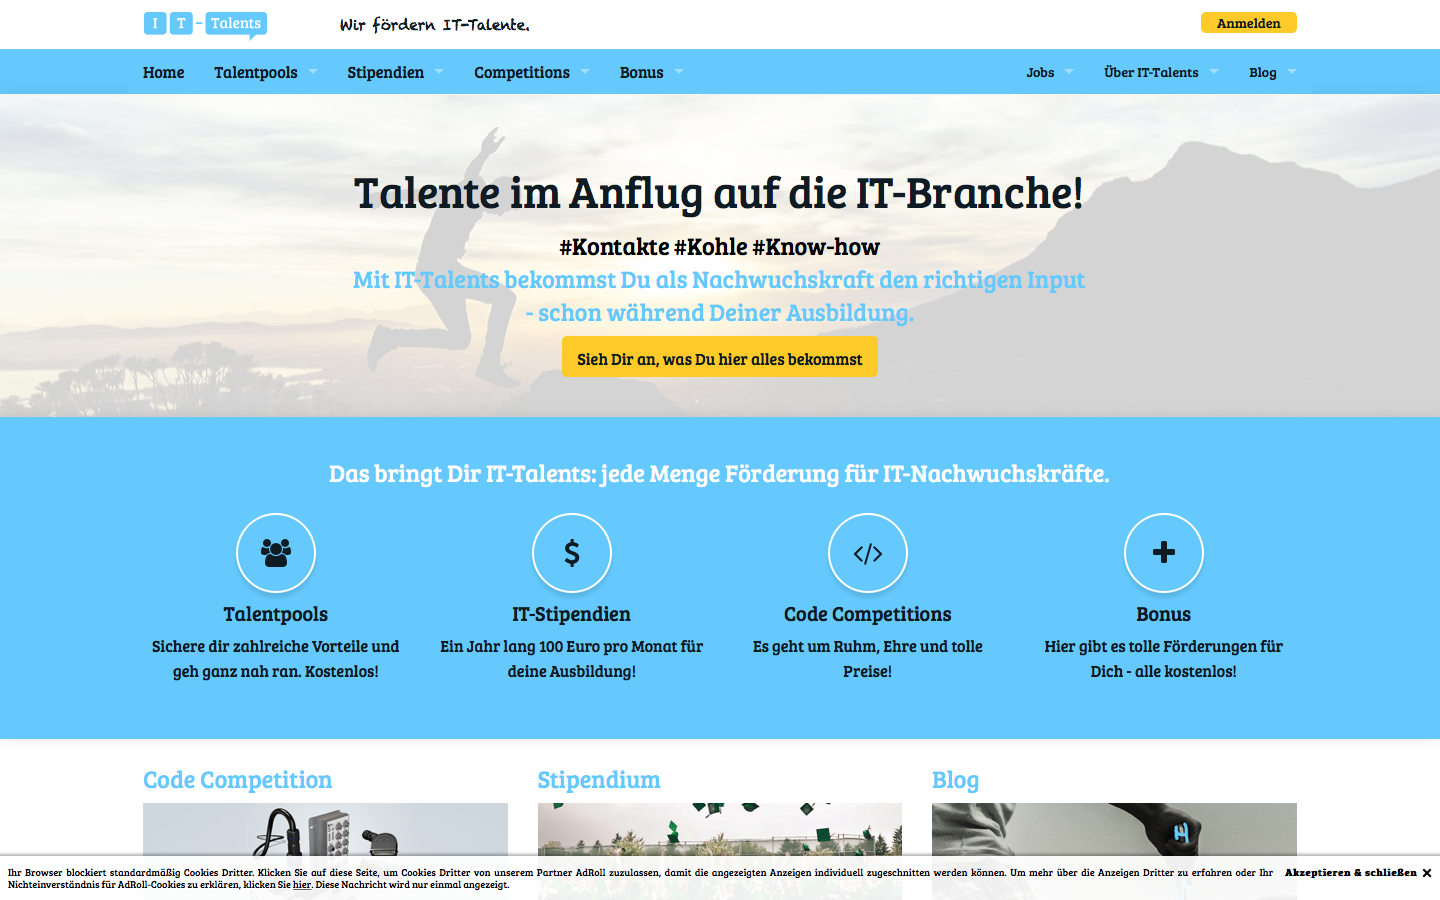 I T - Talents
Wir fördern IT-Talente.
Anmelden
Home Talentpools Stipendien Competitions Bonus Jobs Über IT-Talents Blog
Talente im Anflug auf die IT-Branche!
#Kontakte #Kohle #Know-how
Mit IT-Talents bekommst Du als Nachwuchskraft den richtigen Input
- schon während Deiner Ausbildung.
Sieh Dir an, was Du hier alles bekommst
Das bringt Dir IT-Talents: jede Menge Förderung für IT-Nachwuchskräfte.
Talentpools
Sichere dir zahlreiche Vorteile und
geh ganz nah ran. Kostenlos!
IT-Stipendien
Ein Jahr lang 100 Euro pro Monat für
deine Ausbildung!
Code Competitions
Es geht um Ruhm, Ehre und tolle
Preise!
Bonus
Hier gibt es tolle Förderungen für
Dich - alle kostenlos!
Code Competition
Stipendium
Blog
Ihr Browser blockiert standardmäßig Cookies Dritter. Klicken Sie auf diese Seite, um Cookies Dritter von unserem Partner AdRoll zuzulassen, damit die angezeigten Anzeigen individuell zugeschnitten werden können. Um mehr über die Anzeigen Dritter zu erfahren oder Ihr
Nichteinverständnis für AdRoll-Cookies zu erklären, klicken Sie hier. Diese Nachricht wird nur einmal angezeigt.
Akzeptieren & schließen